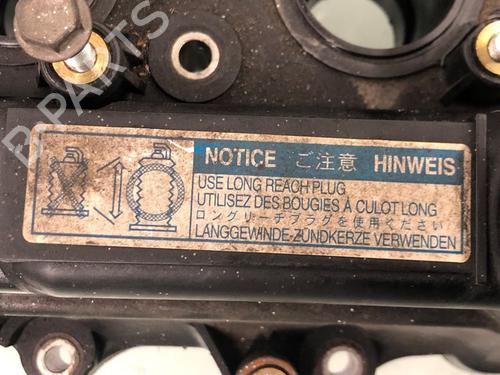 B-PARTS
NOTICE ご注意 HINWEIS
USE LONG REACH PLUG
UTILISEZ DES BOUGIES À CULOT LONG
ロングリーチプラグを使用ください
LANGGEWINDE-ZÜNDKERZE VERWENDEN